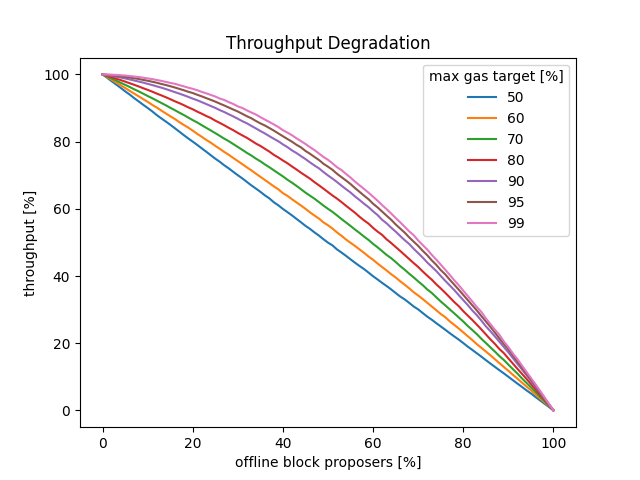 Throughput Degradation
throughput [%]
100
80
60
40
20
0
max gas target [%]
50
60
70
80
90
95
99
0 20 40 60 80 100
offline block proposers [%]